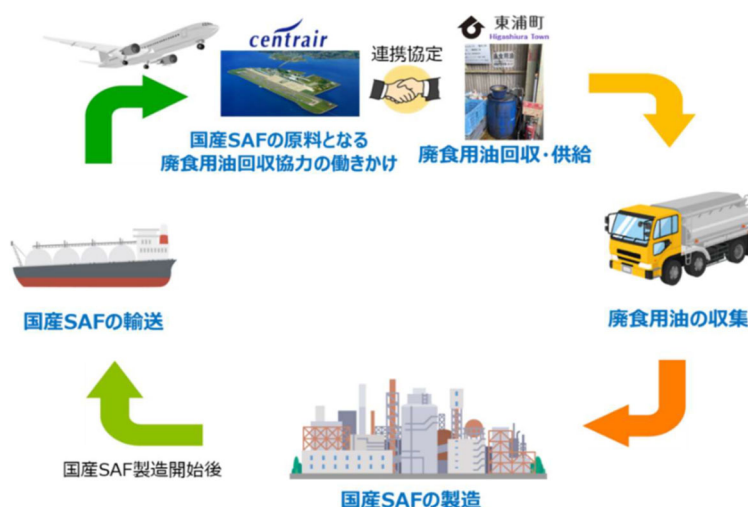 centrair
東浦町
Higashiura Town
連携協定
国産SAFの原料となる
廃食用油回収協力の働きかけ
廃食用油回収・供給
廃食用油の収集
国産SAFの製造
国産SAF製造開始後
国産SAFの輸送